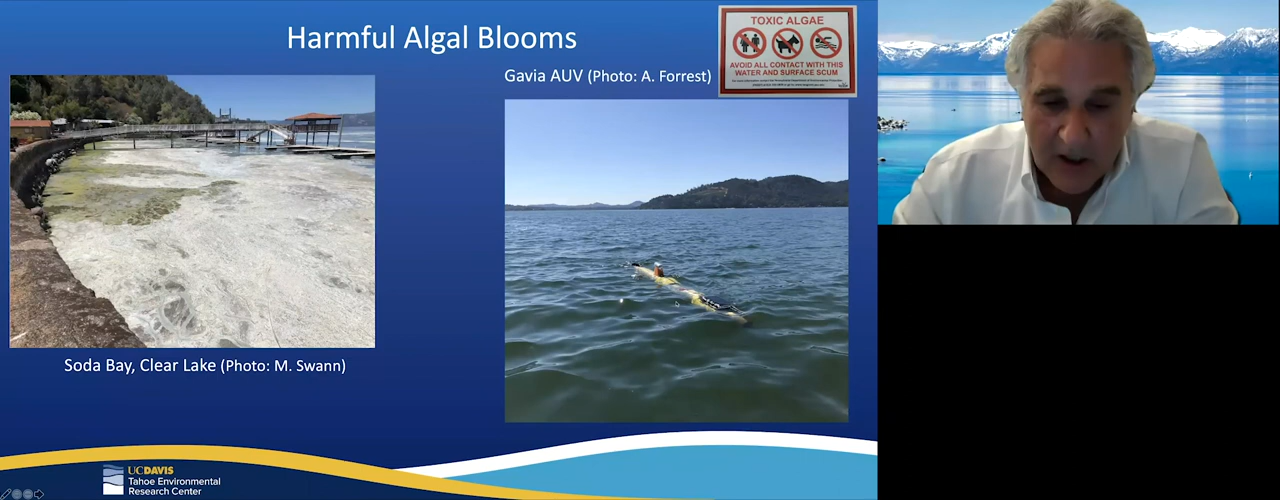 Harmful Algal Blooms
TOXIC ALGAE
AVOID ALL CONTACT WITH THIS
WATER AND SURFACE SCUM
Gavia AUV (Photo: A. Forrest)
Soda Bay, Clear Lake (Photo: M. Swann)
UCDAVIS
Tahoe Environmental
Research Center